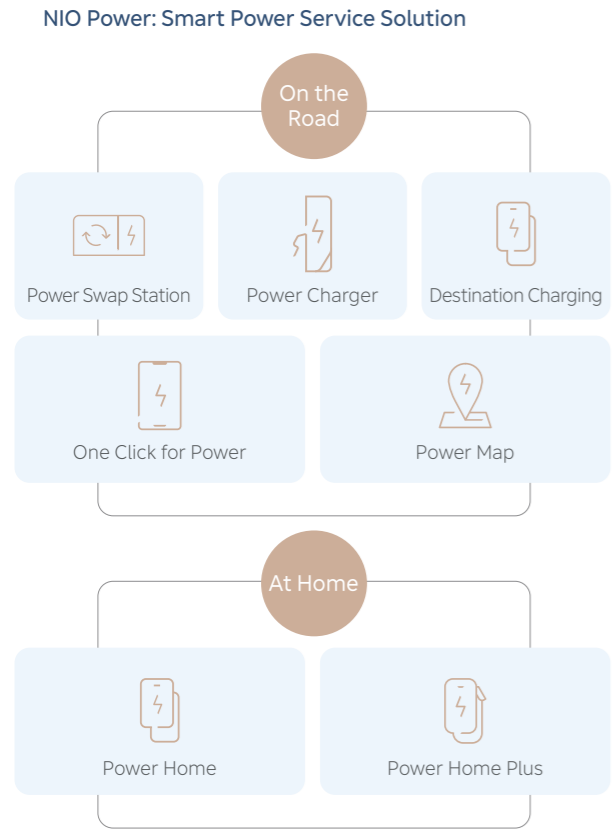 NIO Power: Smart Power Service Solution
On the
Road
Power Swap Station
Power Charger
Destination Charging
One Click for Power
Power Map
At Home
Power Home
Power Home Plus